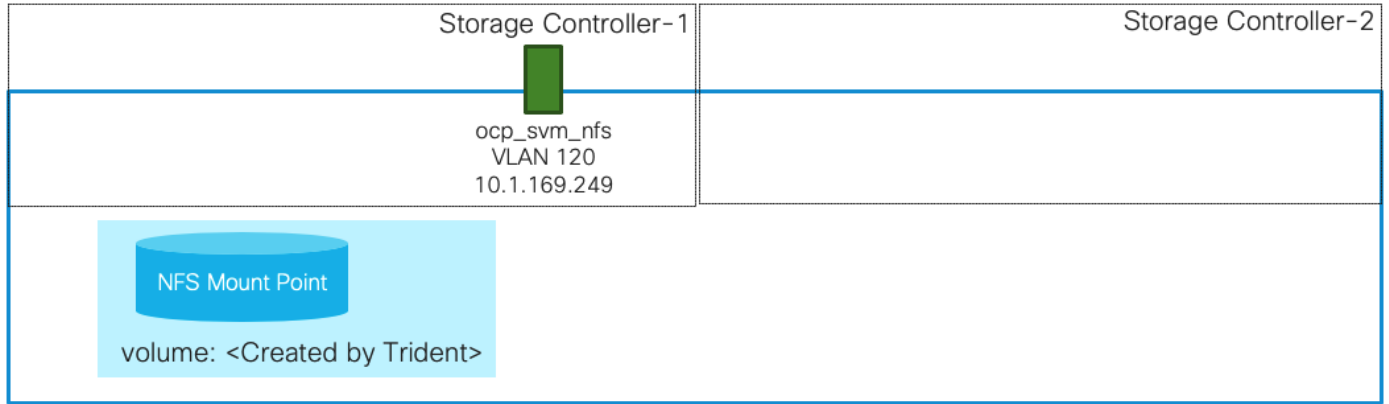 Storage Controller-1
Storage Controller-2
ocp_svm_nfs
VLAN 120
10.1.169.249
NFS Mount Point
volume: <Created by Trident>